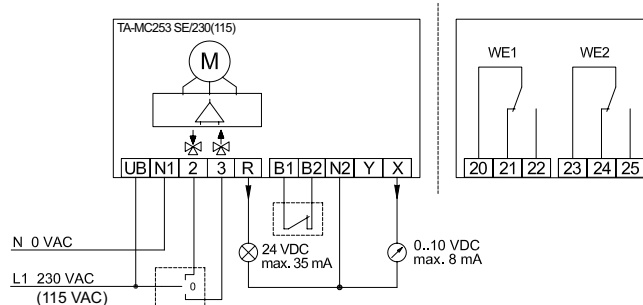 TA-MC253 SE/230(115)
M
UB N1 2 3 R B1 B2 N2 Y X
WE1 WE2
20 21 22 23 24 25
N 0 VAC
L1 230 VAC
(115 VAC)
0
24 VDC
max. 35 mA
0..10 VDC
max. 8 mA